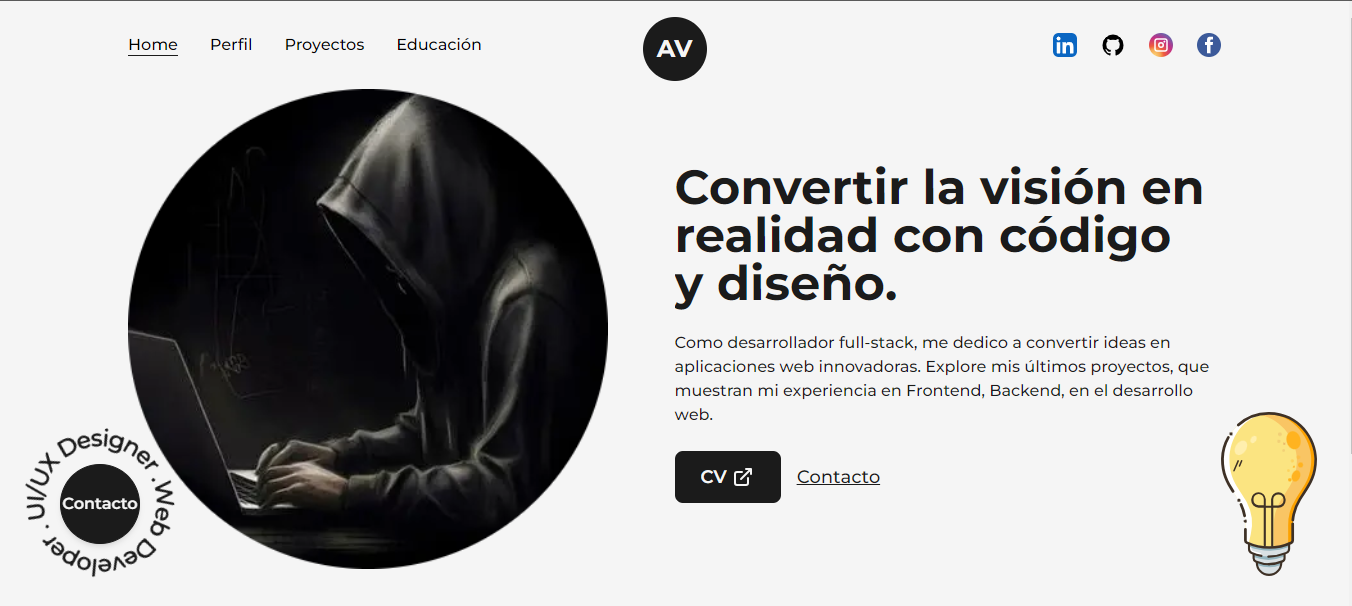 Home Perfil Proyectos Educación
AV
in
f
Convertir la visión en
realidad con código
y diseño.
Como desarrollador full-stack, me dedico a convertir ideas en
aplicaciones web innovadoras. Explore mis últimos proyectos, que
muestran mi experiencia en Frontend, Backend, en el desarrollo
web.
CV
Contacto
UI/UX Designer . Web Developer .
Contacto